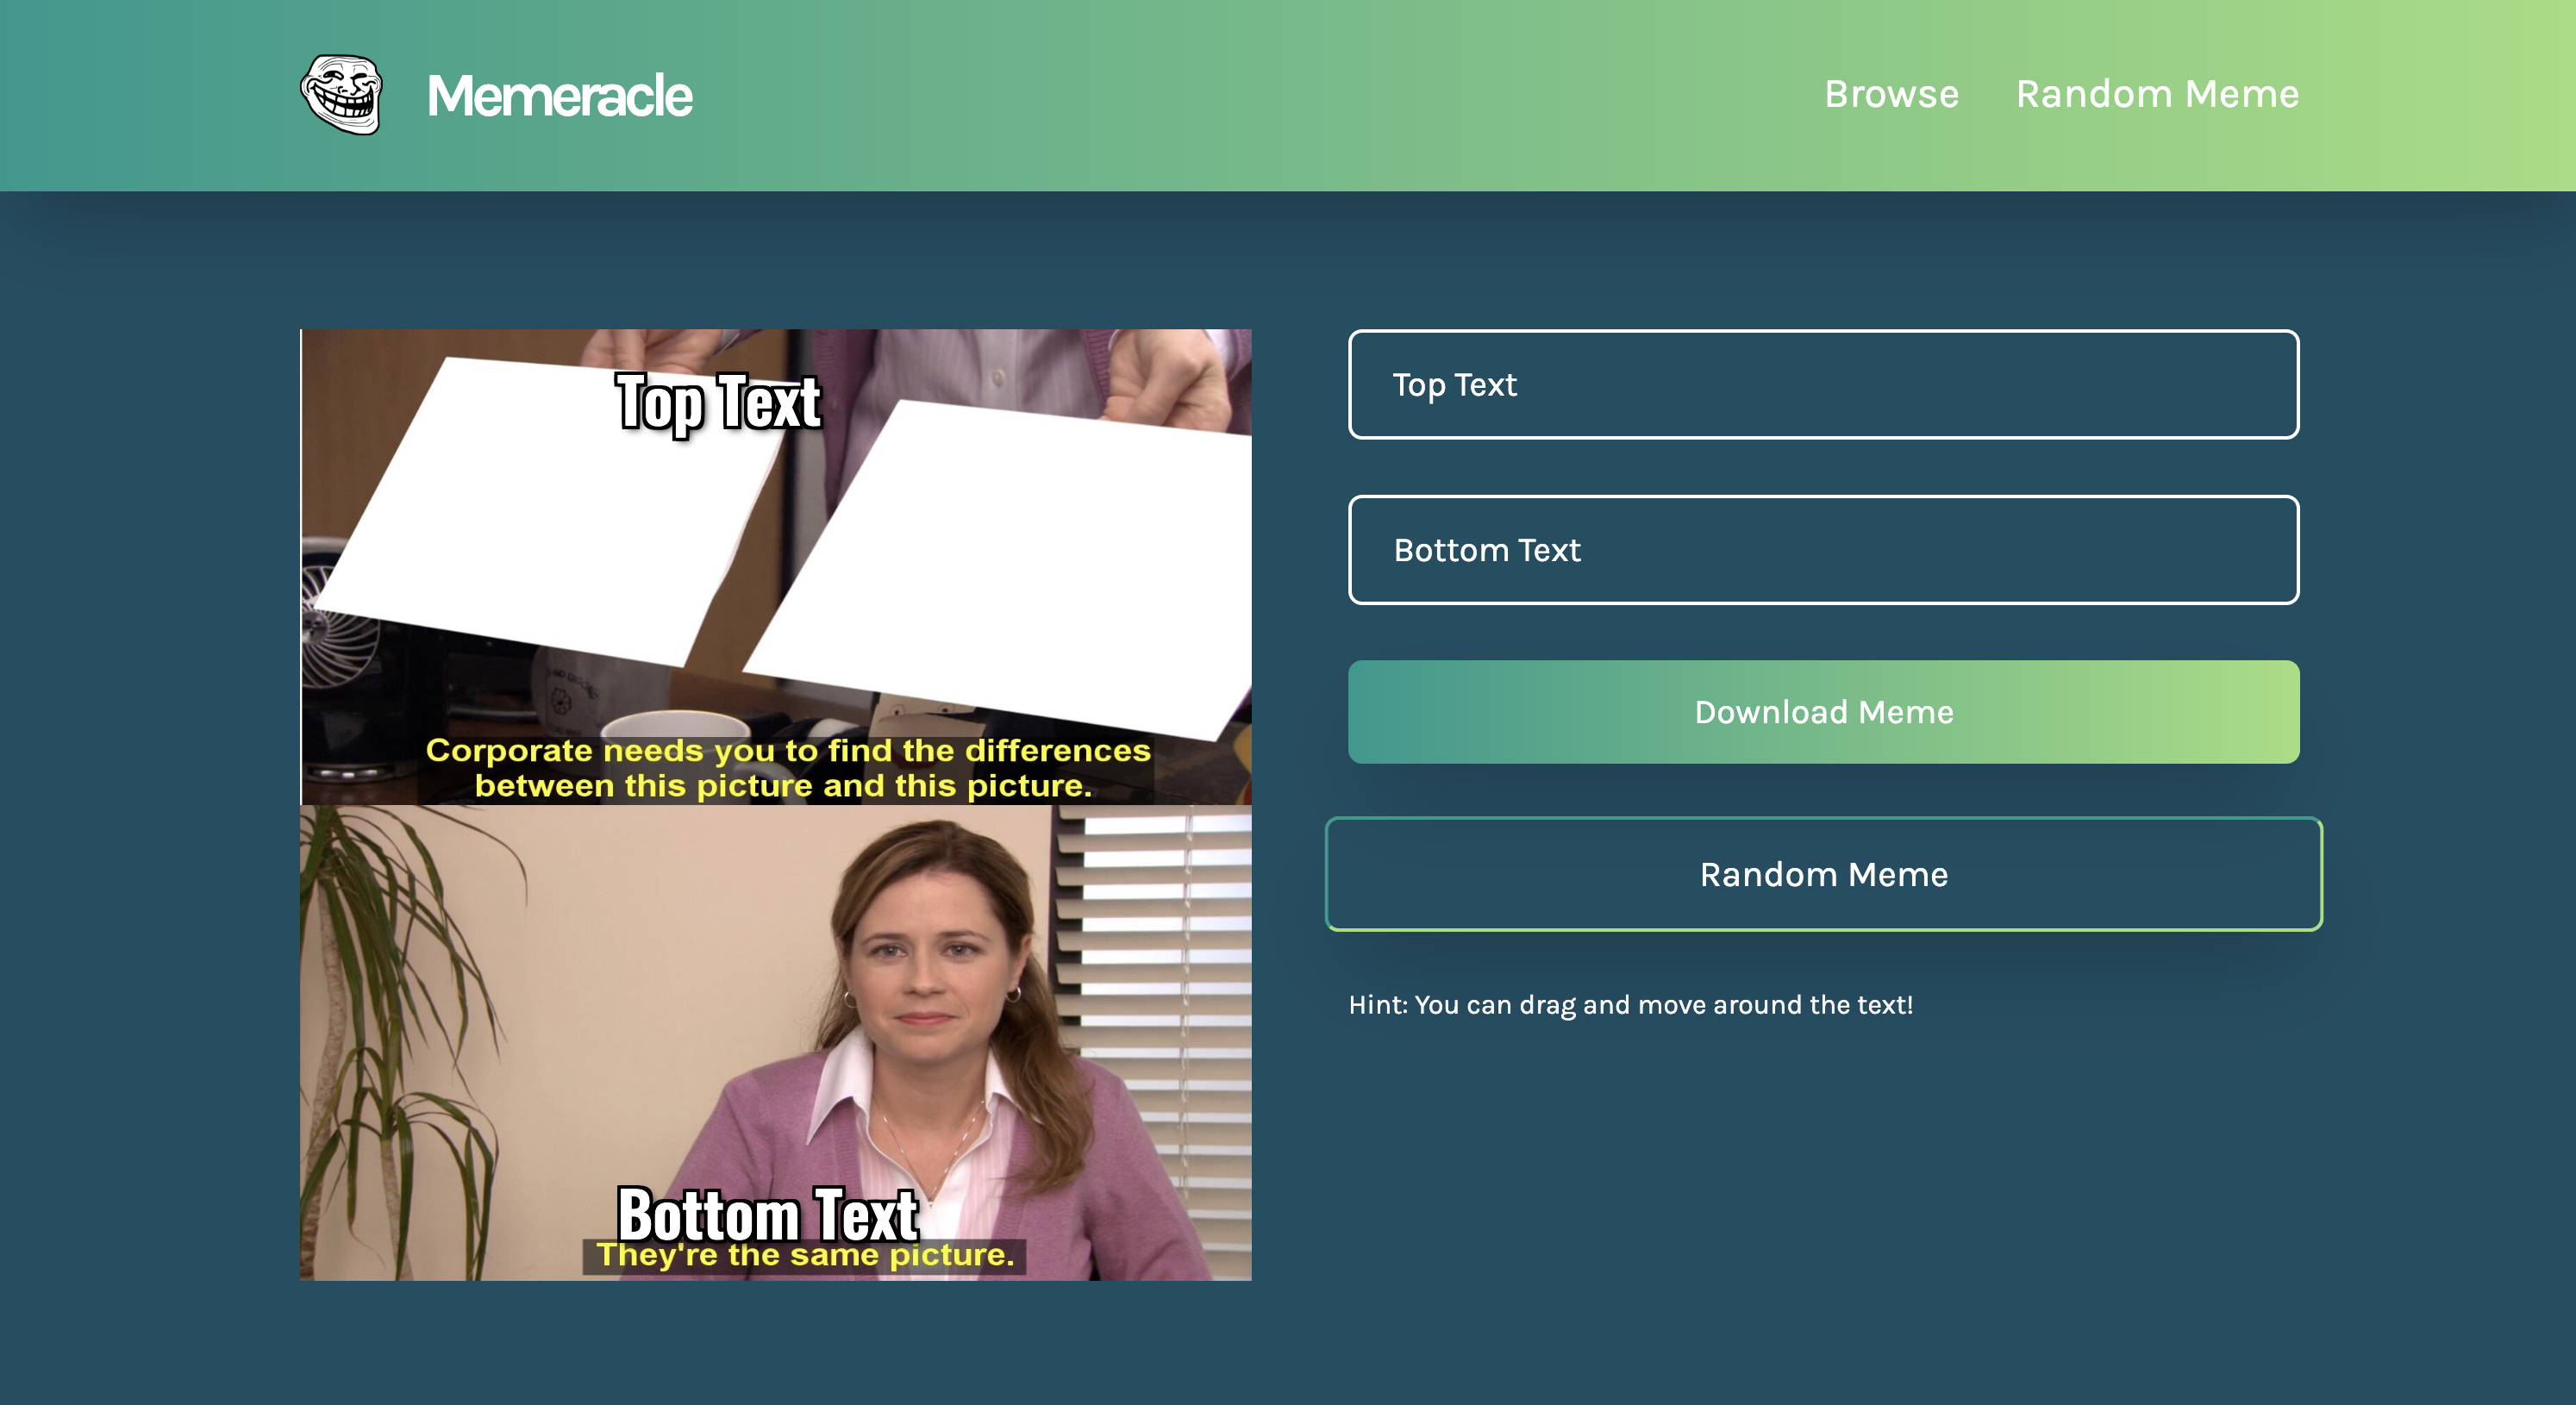 Memeracle
Browse
Random Meme
Top Text
Corporate needs you to find the differences
between this picture and this picture.
Bottom Text
They're the same picture.
Top Text
Bottom Text
Download Meme
Random Meme
Hint: You can drag and move around the text!